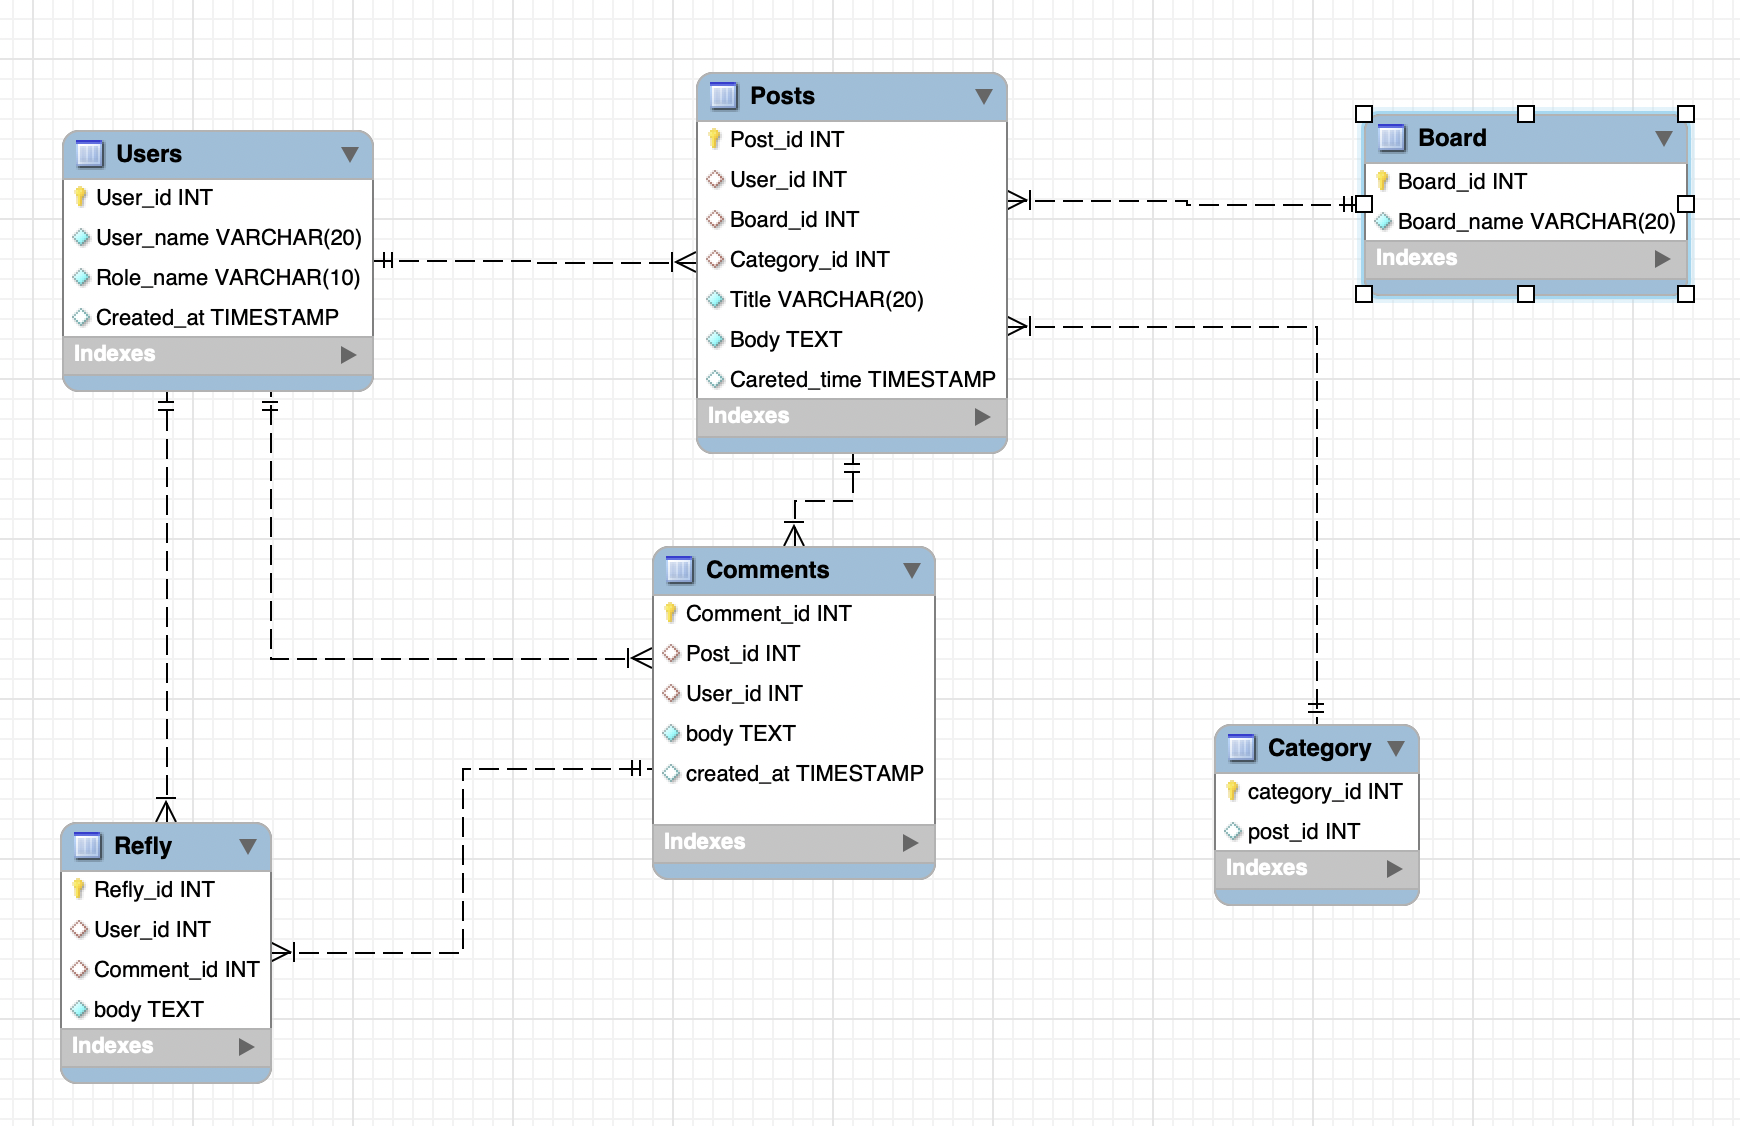 Users
User_id INT
User_name VARCHAR(20)
Role_name VARCHAR(10)
Created_at TIMESTAMP
Indexes
Posts
Post_id INT
User_id INT
Board_id INT
Category_id INT
Title VARCHAR(20)
Body TEXT
Careted_time TIMESTAMP
Indexes
Board
Board_id INT
Board_name VARCHAR(20)
Indexes
Comments
Comment_id INT
Post_id INT
User_id INT
body TEXT
created_at TIMESTAMP
Indexes
Category
category_id INT
post_id INT
Indexes
Refly
Refly_id INT
User_id INT
Comment_id INT
body TEXT
Indexes